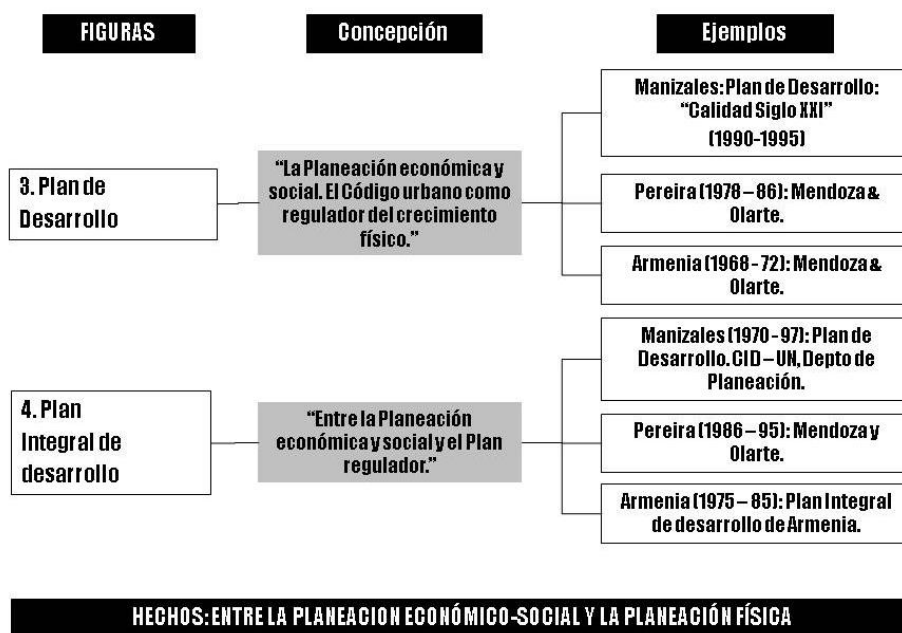 FIGURAS
Concepción
Ejemplos
3. Plan de
Desarrollo
“La Planeación económica y
social. El Código urbano como
regulador del crecimiento
físico.”
Manizales: Plan de Desarrollo:
“Calidad Siglo XXI”
(1990-1995)
Pereira (1978 – 86): Mendoza &
Olarte.
Armenia (1968 - 72): Mendoza &
Olarte.
4. Plan
Integral de
desarrollo
“Entre la Planeación
económica y social y el Plan
regulador.”
Manizales (1970 - 97): Plan de
Desarrollo. CID – UN, Depto de
Planeación.
Pereira (1986 – 95): Mendoza y
Olarte.
Armenia (1975 – 85): Plan Integral
de desarrollo de Armenia.
HECHOS: ENTRE LA PLANEACION ECONÓMICO-SOCIAL Y LA PLANEACIÓN FÍSICA